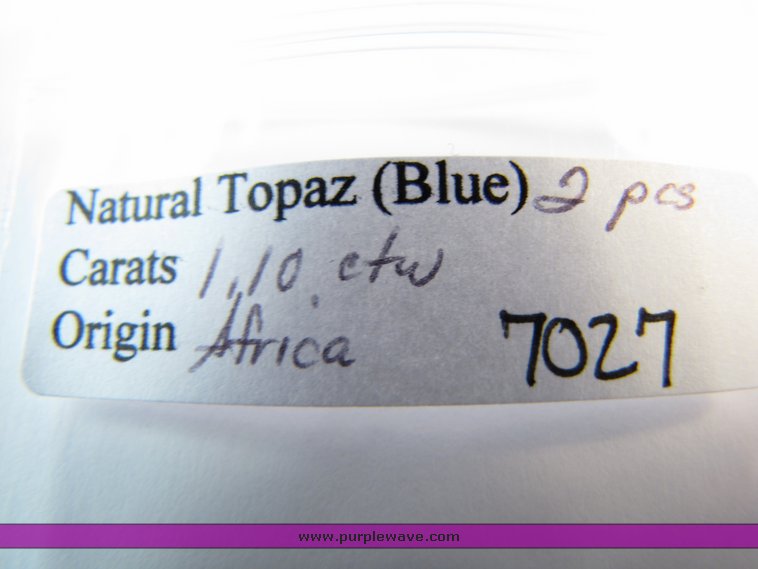 Natural Topaz (Blue) 2 pcs
Carats 1.10 ctw
Origin Africa
7027
www.purplewave.com